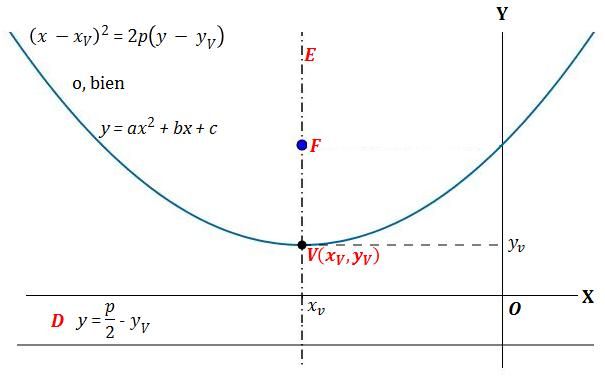 Y
(x − x_V)² = 2p(y − y_V)
E
o, bien
y = ax² + bx + c
F
V(x_V, y_V)
y_v
X
x_v
O
D y = p/2 - y_V